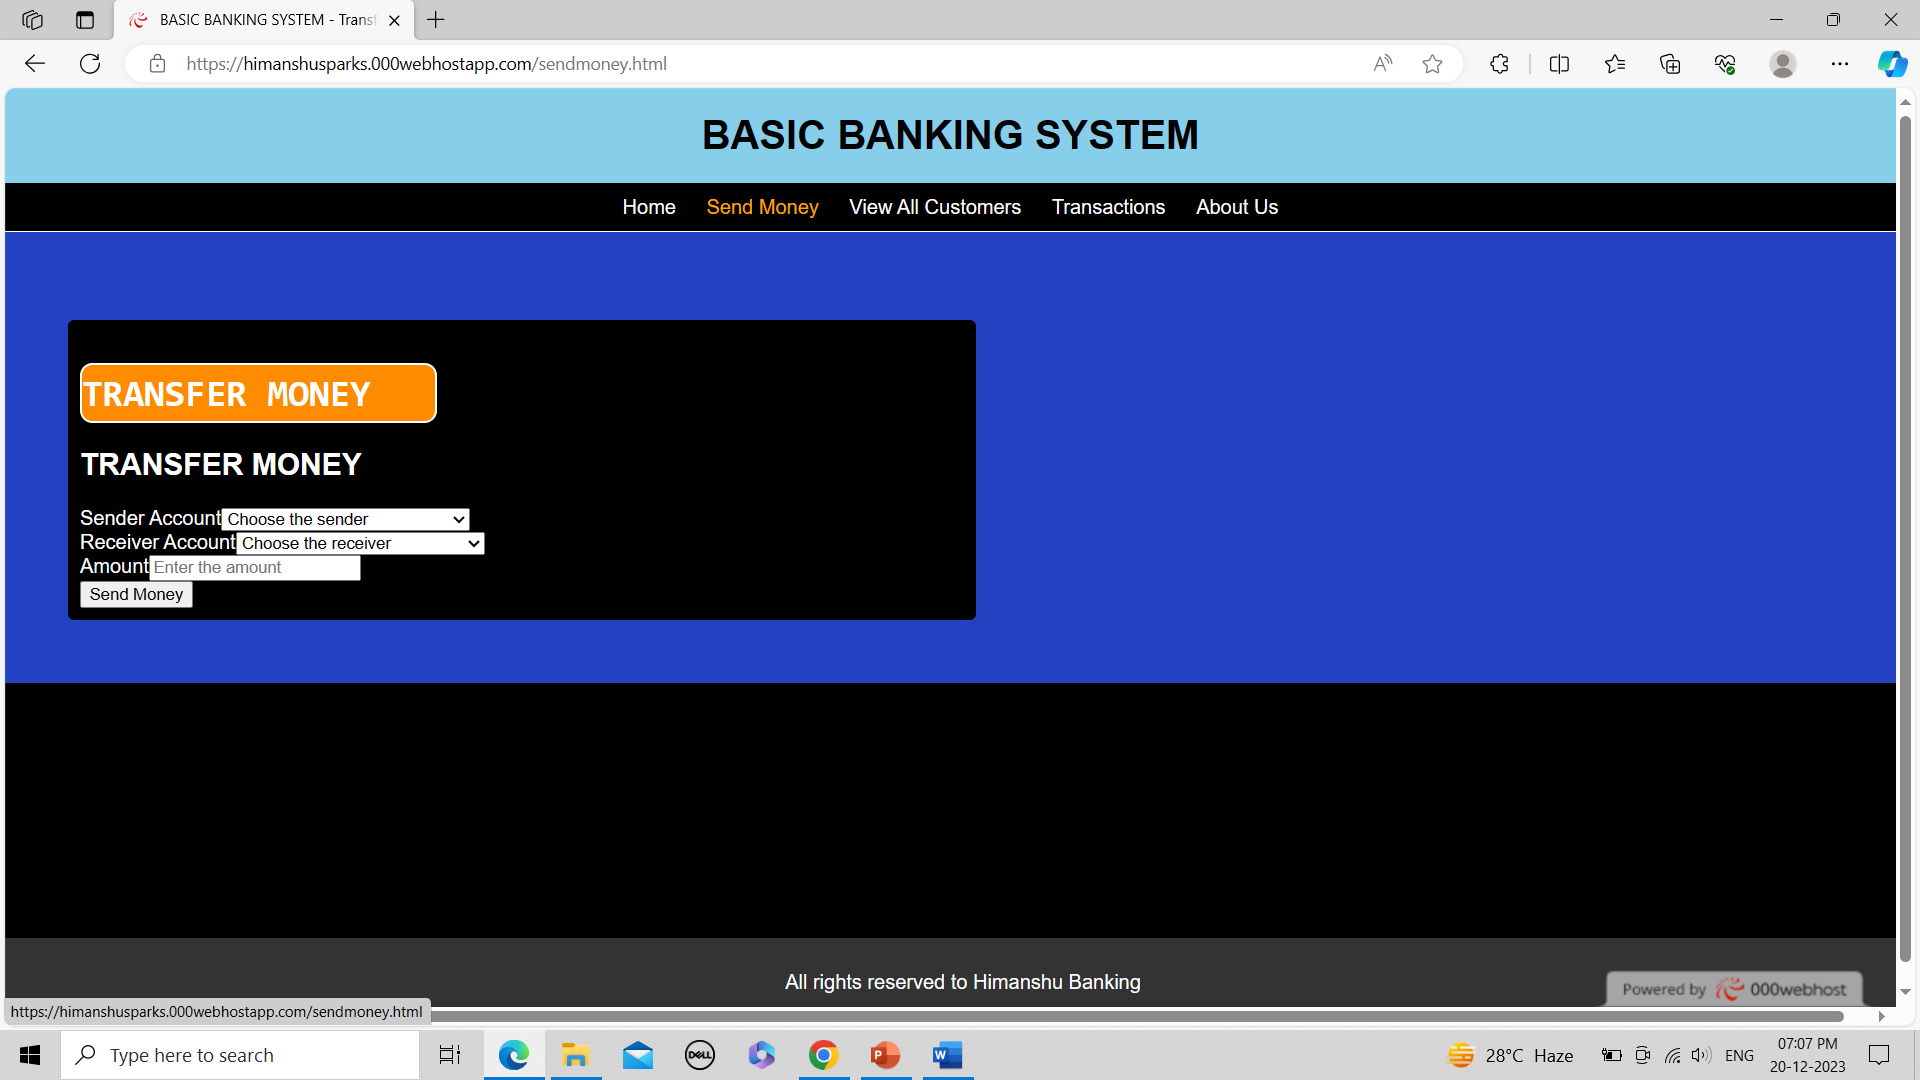 BASIC BANKING SYSTEM - Transf
https://himanshusparks.000webhostapp.com/sendmoney.html
BASIC BANKING SYSTEM
Home Send Money View All Customers Transactions About Us
TRANSFER MONEY
TRANSFER MONEY
Sender Account Choose the sender
Receiver Account Choose the receiver
Amount Enter the amount
Send Money
All rights reserved to Himanshu Banking
Powered by 000webhost
https://himanshusparks.000webhostapp.com/sendmoney.html
Type here to search
DELL
P
W
28°C Haze
ENG
07:07 PM
20-12-2023